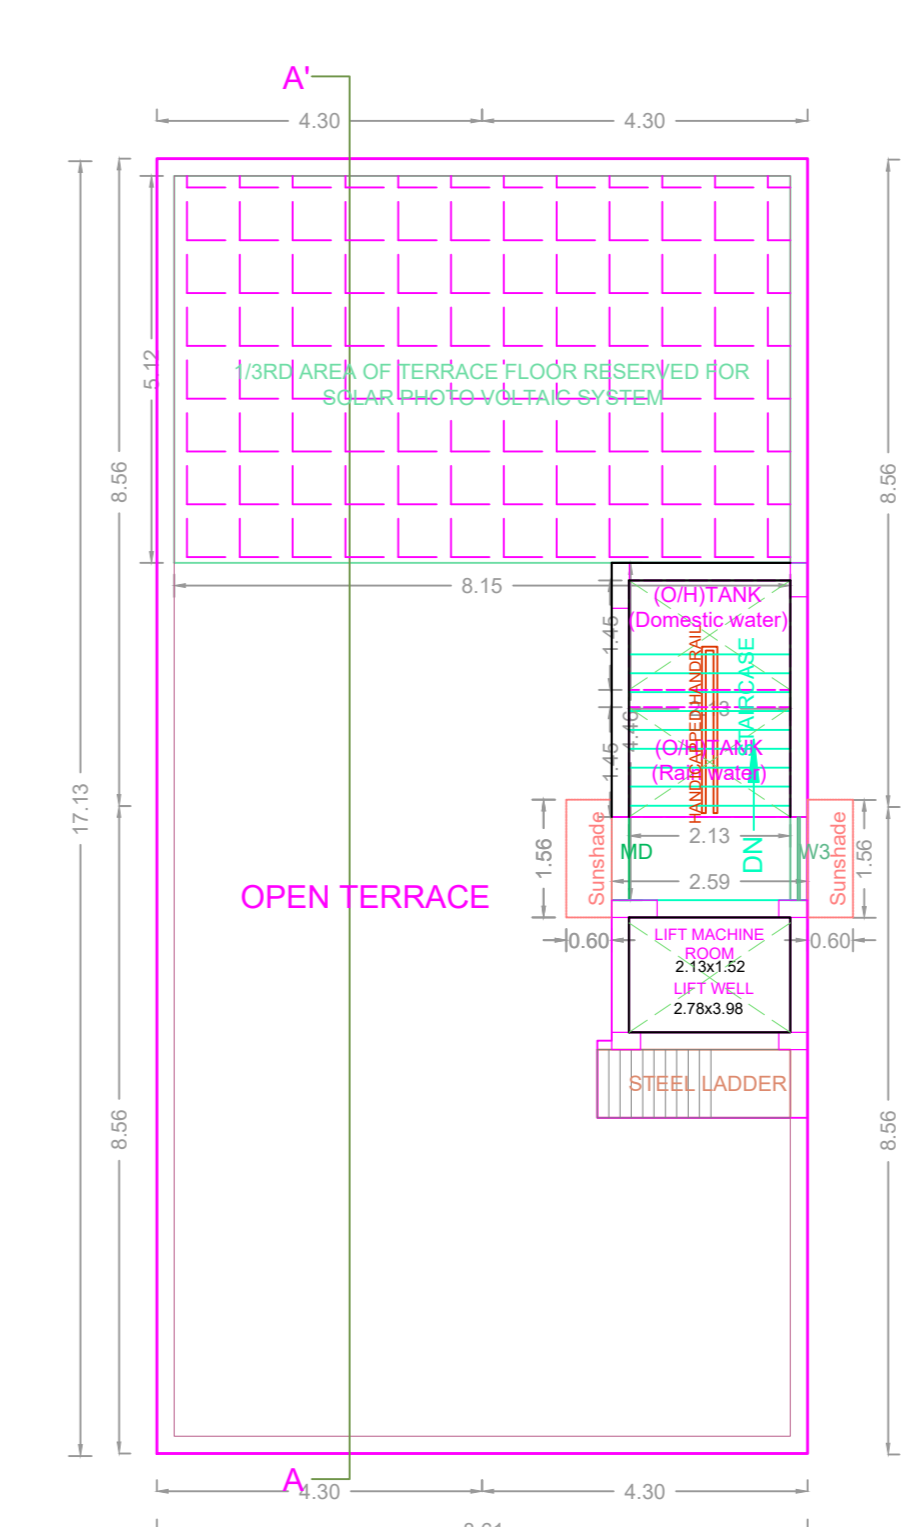 A'
4.30
4.30
5.12
1/3RD AREA OF TERRACE FLOOR RESERVED FOR
SOLAR PHOTO VOLTAIC SYSTEM
8.56
8.56
8.15
(O/H)TANK
(Domestic water)
1.45
HANDICAPPED HANDRAIL
STAIRCASE
4.46
1.45
(O/H)TANK
(Rain water)
17.13
1.56
Sunshade
MD
2.13
DN
W3
Sunshade
1.56
2.59
OPEN TERRACE
0.60
0.60
LIFT MACHINE
ROOM
2.13x1.52
LIFT WELL
2.78x3.98
STEEL LADDER
8.56
8.56
A
4.30
4.30